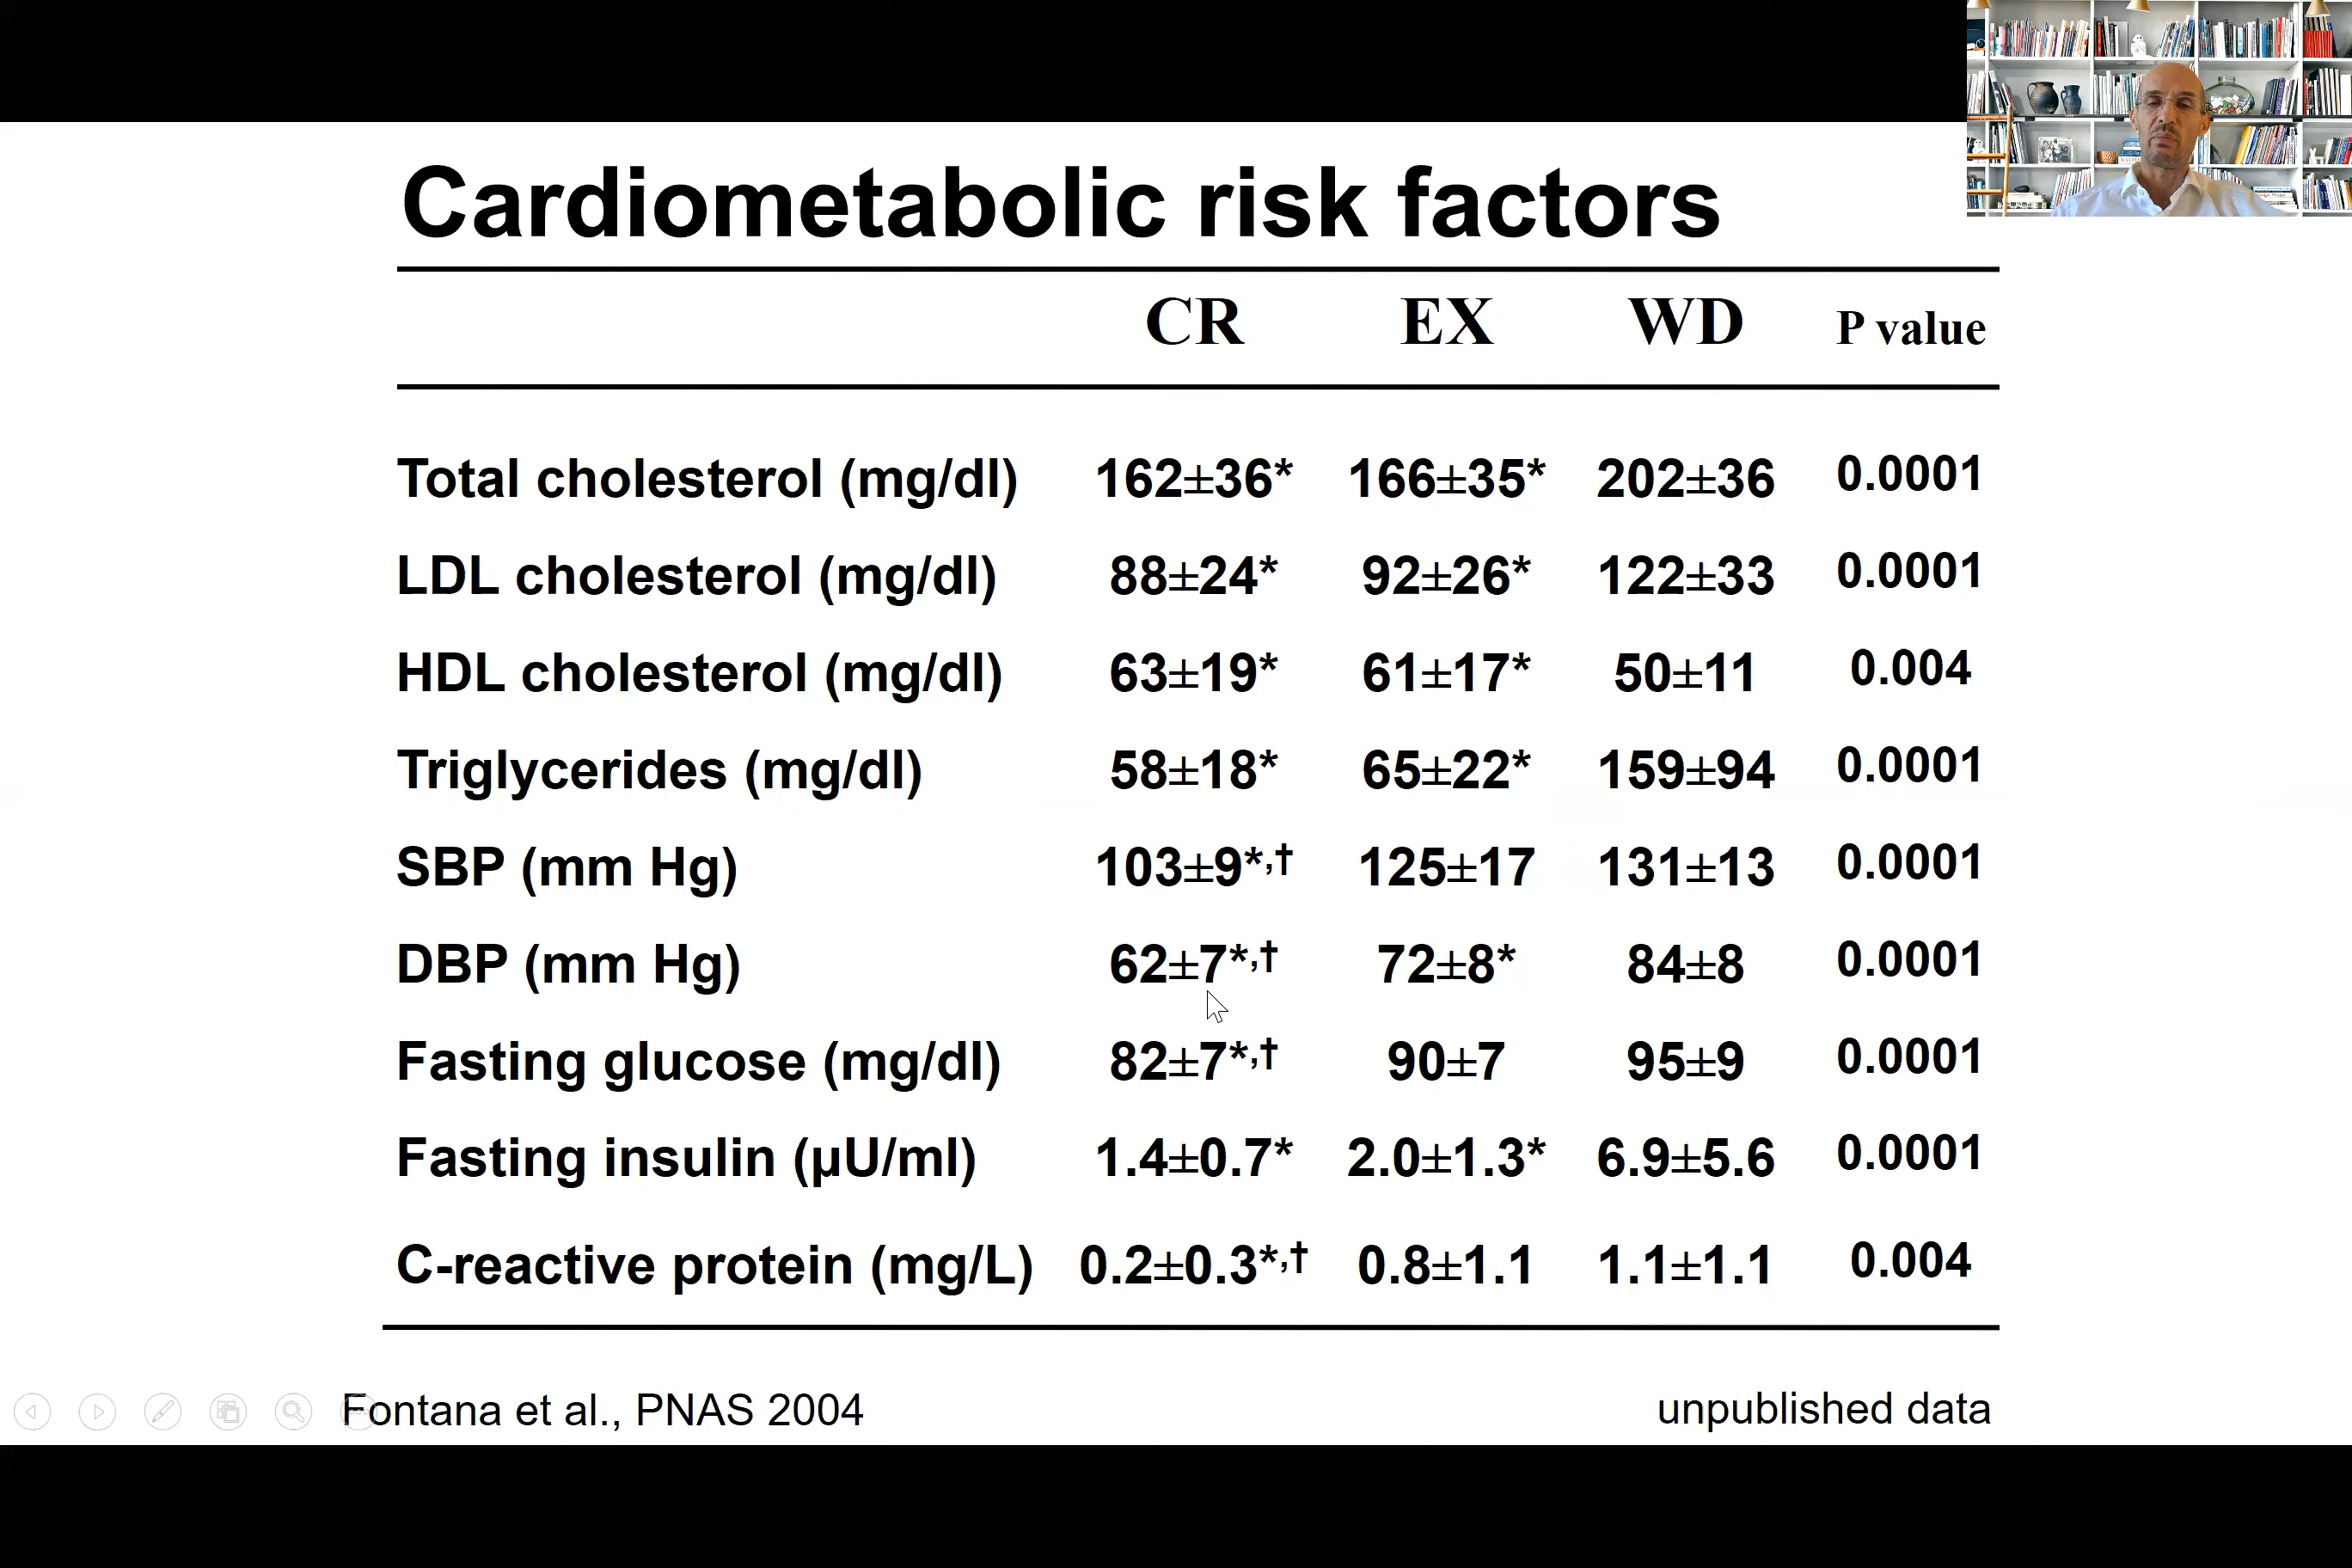 Cardiometabolic risk factors
CR EX WD P value
Total cholesterol (mg/dl) 162±36* 166±35* 202±36 0.0001
LDL cholesterol (mg/dl) 88±24* 92±26* 122±33 0.0001
HDL cholesterol (mg/dl) 63±19* 61±17* 50±11 0.004
Triglycerides (mg/dl) 58±18* 65±22* 159±94 0.0001
SBP (mm Hg) 103±9*,† 125±17 131±13 0.0001
DBP (mm Hg) 62±7*,† 72±8* 84±8 0.0001
Fasting glucose (mg/dl) 82±7*,† 90±7 95±9 0.0001
Fasting insulin (µU/ml) 1.4±0.7* 2.0±1.3* 6.9±5.6 0.0001
C-reactive protein (mg/L) 0.2±0.3*,† 0.8±1.1 1.1±1.1 0.004
Fontana et al., PNAS 2004 unpublished data